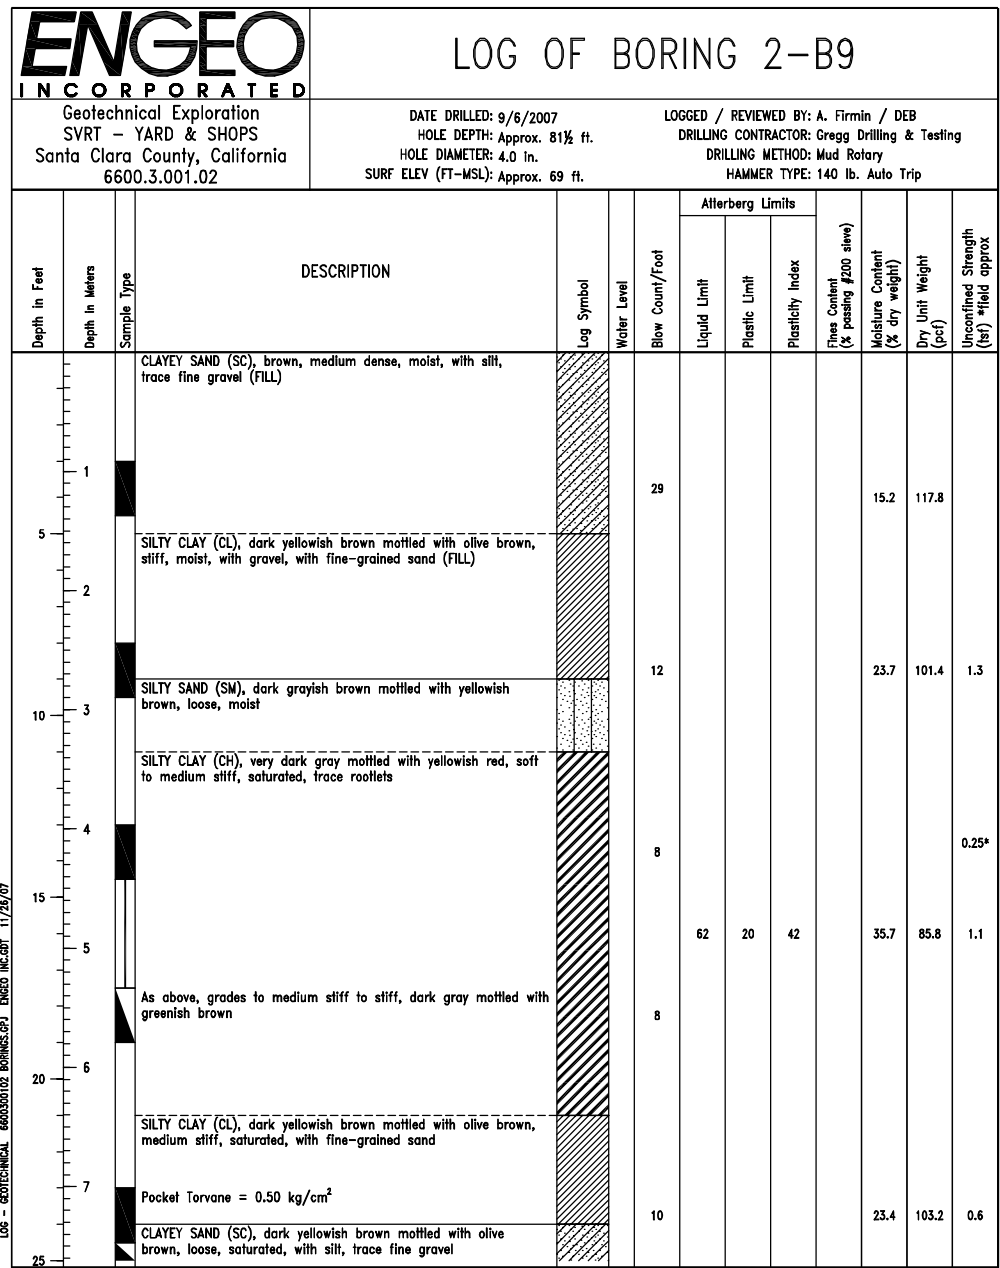 ENGEO
INCORPORATED
LOG OF BORING 2-B9
Geotechnical Exploration
SVRT - YARD & SHOPS
Santa Clara County, California
6600.3.001.02
DATE DRILLED: 9/6/2007
HOLE DEPTH: Approx. 81½ ft.
HOLE DIAMETER: 4.0 in.
SURF ELEV (FT-MSL): Approx. 69 ft.
LOGGED / REVIEWED BY: A. Firmin / DEB
DRILLING CONTRACTOR: Gregg Drilling & Testing
DRILLING METHOD: Mud Rotary
HAMMER TYPE: 140 lb. Auto Trip
Depth in Feet
Depth in Meters
Sample Type
DESCRIPTION
Log Symbol
Water Level
Blow Count/Foot
Atterberg Limits
Liquid Limit
Plastic Limit
Plasticity Index
Fines Content
(% passing #200 sieve)
Moisture Content
(% dry weight)
Dry Unit Weight
(pcf)
Unconfined Strength
(tsf) *field approx
CLAYEY SAND (SC), brown, medium dense, moist, with silt,
trace fine gravel (FILL)
1
29 15.2 117.8
5
SILTY CLAY (CL), dark yellowish brown mottled with olive brown,
stiff, moist, with gravel, with fine-grained sand (FILL)
2
12 23.7 101.4 1.3
SILTY SAND (SM), dark grayish brown mottled with yellowish
brown, loose, moist
10 3
SILTY CLAY (CH), very dark gray mottled with yellowish red, soft
to medium stiff, saturated, trace rootlets
4
8 0.25*
15
5 62 20 42 35.7 85.8 1.1
As above, grades to medium stiff to stiff, dark gray mottled with
greenish brown
8
6
20
SILTY CLAY (CL), dark yellowish brown mottled with olive brown,
medium stiff, saturated, with fine-grained sand
7
Pocket Torvane = 0.50 kg/cm²
10 23.4 103.2 0.6
CLAYEY SAND (SC), dark yellowish brown mottled with olive
brown, loose, saturated, with silt, trace fine gravel
25
LOG - GEOTECHNICAL 6600300102 BORINGS.GPJ ENGEO INC.GDT 11/26/07